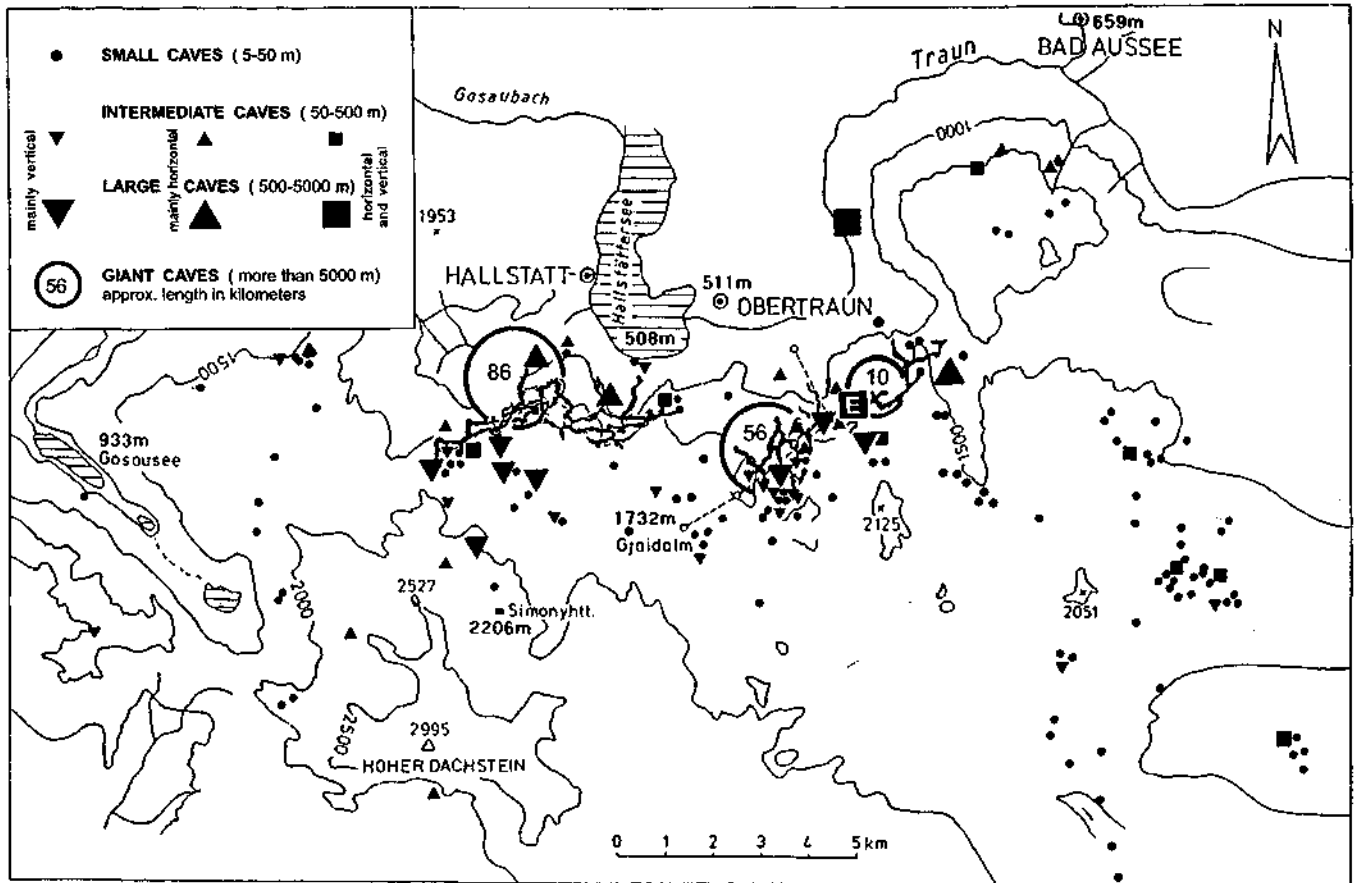 SMALL CAVES (5-50 m)
INTERMEDIATE CAVES (50-500 m)
mainly vertical
mainly horizontal
horizontal and vertical
LARGE CAVES (500-5000 m)
56
GIANT CAVES (more than 5000 m)
approx. length in kilometers
Gosaubach
Traun
659m
BAD AUSSEE
N
1000
1953
HALLSTATT
Hallstättersee
511m
OBERTRAUN
508m
1500
86
10
E
?
56
1500
933m
Gosausee
1732m
Gjaidalm
2125
2000
2527
Simonyhtt.
2206m
2051
2500
2995
HOHER DACHSTEIN
0 1 2 3 4 5 km